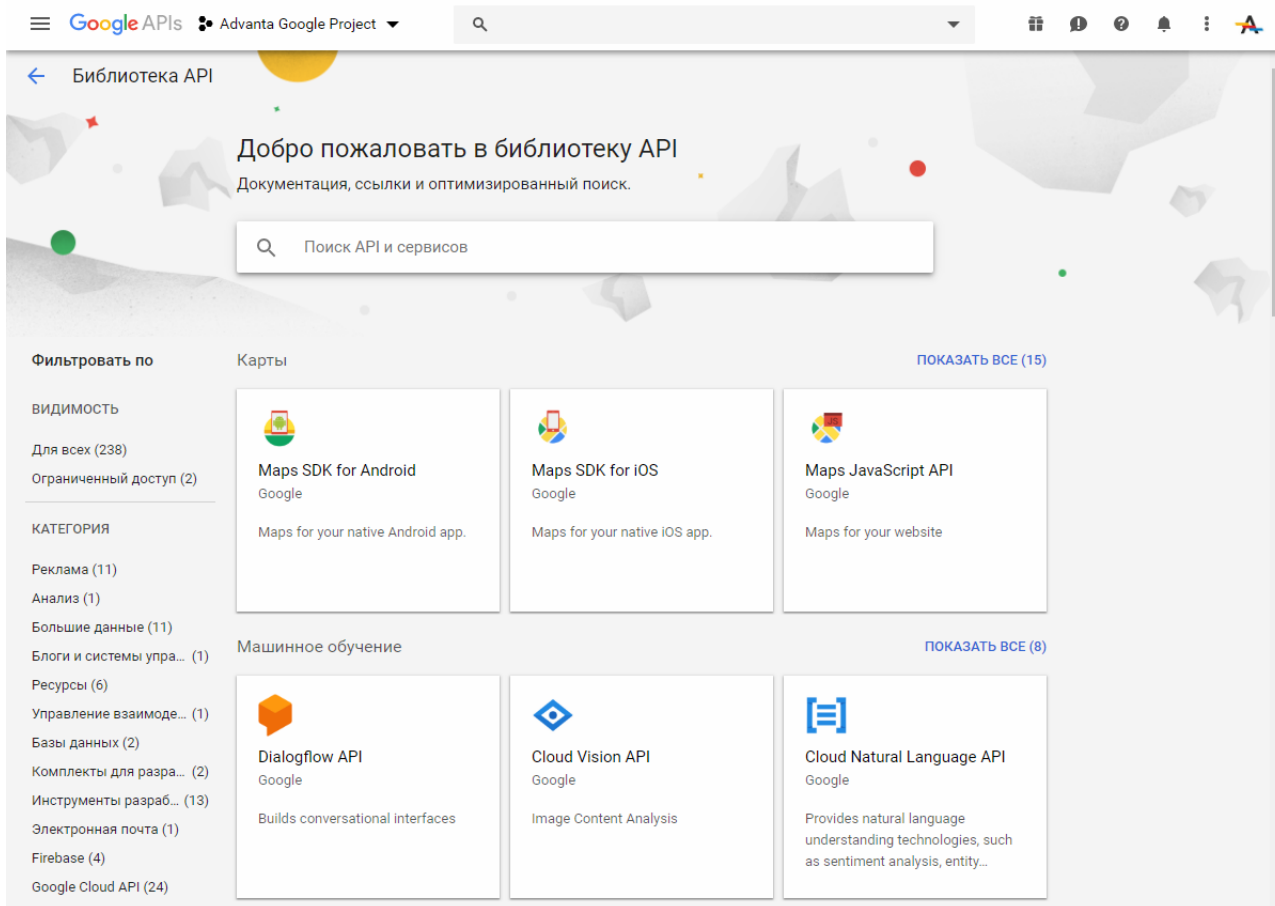 Google APIs Advanta Google Project
Библиотека API
Добро пожаловать в библиотеку API
Документация, ссылки и оптимизированный поиск.
Поиск API и сервисов
Фильтровать по
ВИДИМОСТЬ
Для всех (238)
Ограниченный доступ (2)
КАТЕГОРИЯ
Реклама (11)
Анализ (1)
Большие данные (11)
Блоги и системы упра... (1)
Ресурсы (6)
Управление взаимоде... (1)
Базы данных (2)
Комплекты для разра... (2)
Инструменты разраб... (13)
Электронная почта (1)
Firebase (4)
Google Cloud API (24)
Карты ПОКАЗАТЬ ВСЕ (15)
Maps SDK for Android
Google
Maps for your native Android app.
Maps SDK for iOS
Google
Maps for your native iOS app.
JS
Maps JavaScript API
Google
Maps for your website
Машинное обучение ПОКАЗАТЬ ВСЕ (8)
Dialogflow API
Google
Builds conversational interfaces
Cloud Vision API
Google
Image Content Analysis
Cloud Natural Language API
Google
Provides natural language
understanding technologies, such
as sentiment analysis, entity...